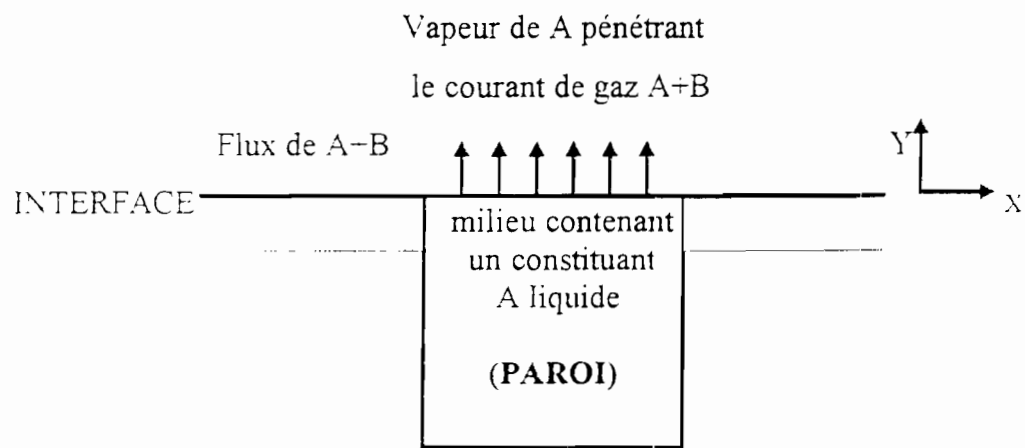 Vapeur de A pénétrant
le courant de gaz A+B
Flux de A+B
Y
INTERFACE
X
milieu contenant
un constituant
A liquide
(PAROI)